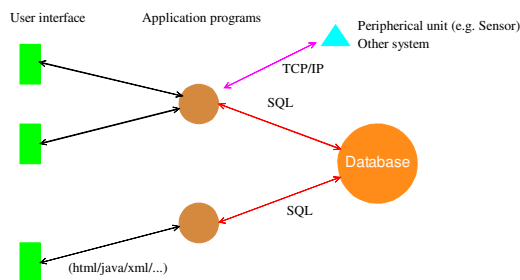 User interface
Application programs
Peripherical unit (e.g. Sensor)
Other system
TCP/IP
SQL
Database
SQL
(html/java/xml/...)